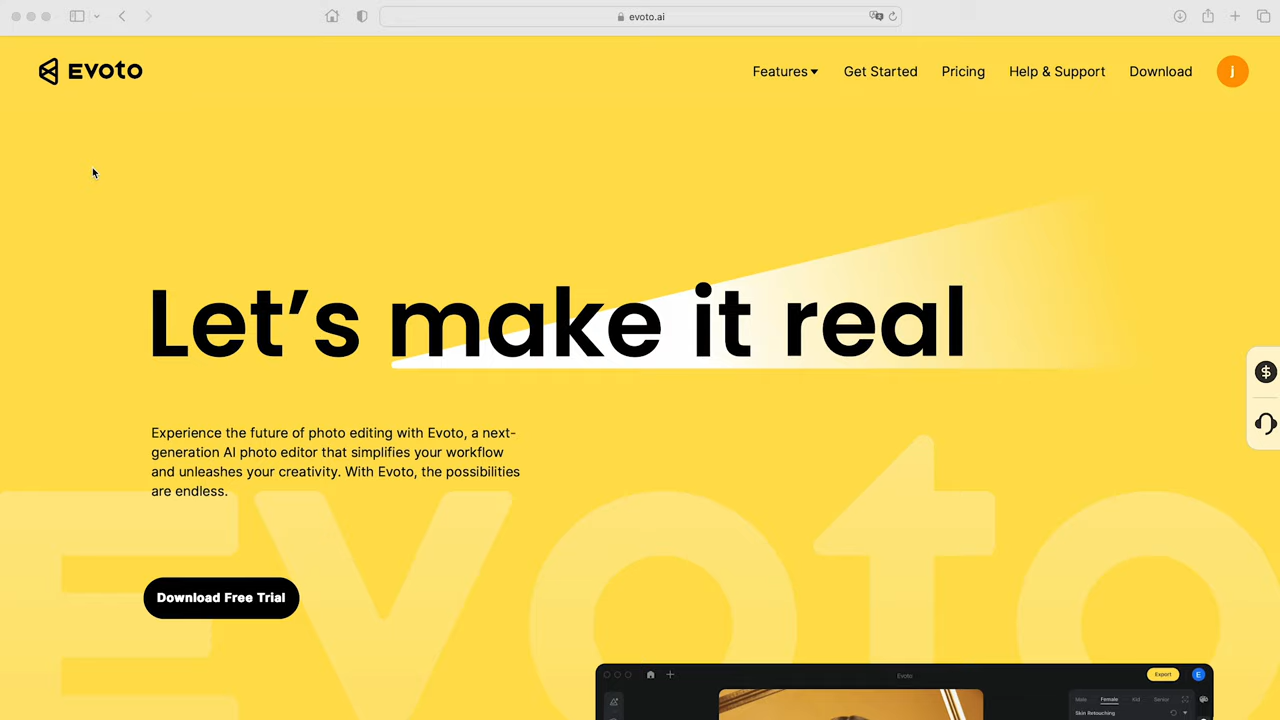 evoto.ai
Evoto
Features
Get Started
Pricing
Help & Support
Download
j
Let's make it real
Experience the future of photo editing with Evoto, a next-
generation AI photo editor that simplifies your workflow
and unleashes your creativity. With Evoto, the possibilities
are endless.
Evoto
Download Free Trial
Evoto
Export
E
Male
Female
Kid
Senior
Skin Retouching